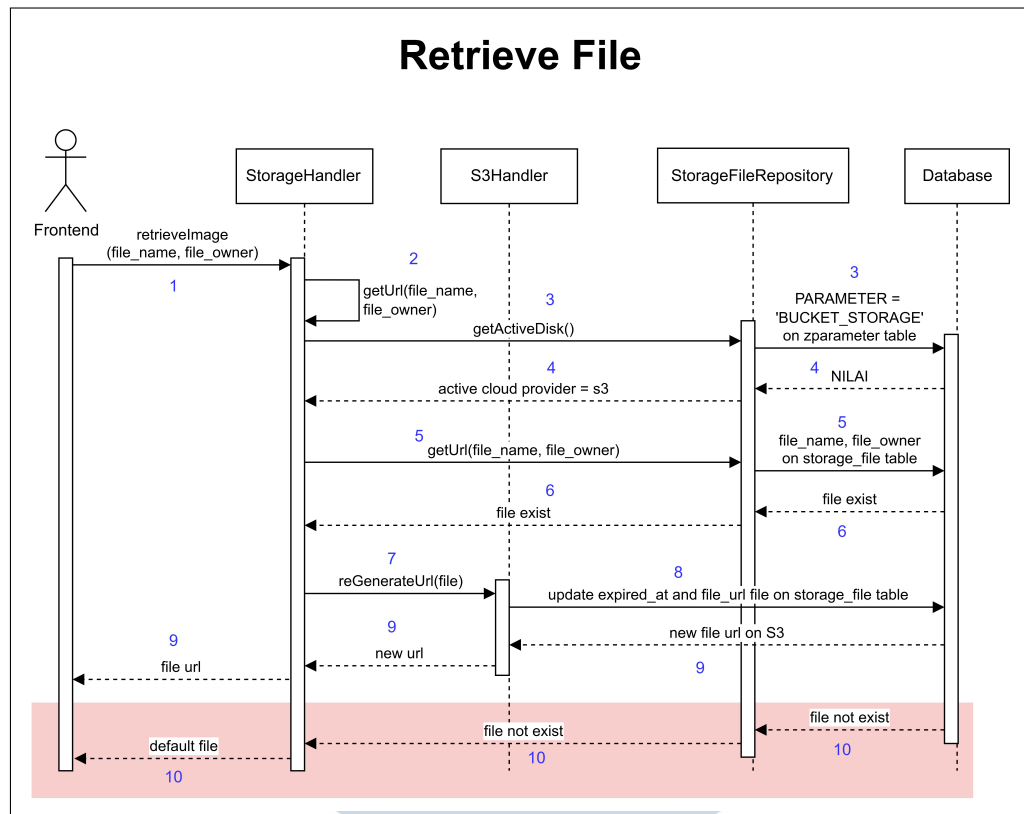 Retrieve File
StorageHandler
S3Handler
StorageFileRepository
Database
Frontend
retrieveImage
(file_name, file_owner)
1
2
getUrl(file_name,
file_owner)
3
getActiveDisk()
3
PARAMETER =
'BUCKET_STORAGE'
on zparameter table
4
active cloud provider = s3
4
NILAI
5
getUrl(file_name, file_owner)
5
file_name, file_owner
on storage_file table
6
file exist
file exist
6
7
reGenerateUrl(file)
8
update expired_at and file_url file on storage_file table
new file url on S3
9
9
new url
9
file url
file not exist
10
file not exist
10
default file
10